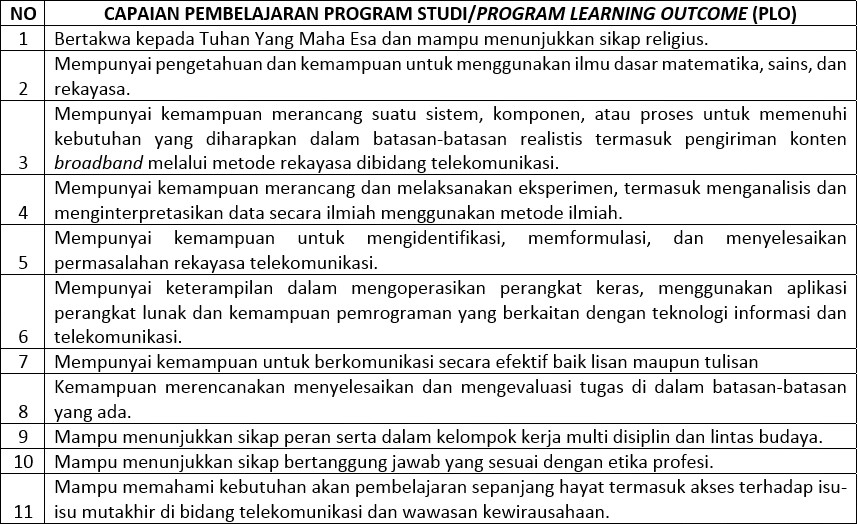 NO CAPAIAN PEMBELAJARAN PROGRAM STUDI/PROGRAM LEARNING OUTCOME (PLO)
1 Bertakwa kepada Tuhan Yang Maha Esa dan mampu menunjukkan sikap religius.
Mempunyai pengetahuan dan kemampuan untuk menggunakan ilmu dasar matematika, sains, dan
2 rekayasa.
Mempunyai kemampuan merancang suatu sistem, komponen, atau proses untuk memenuhi
kebutuhan yang diharapkan dalam batasan-batasan realistis termasuk pengiriman konten
3 broadband melalui metode rekayasa dibidang telekomunikasi.
Mempunyai kemampuan merancang dan melaksanakan eksperimen, termasuk menganalisis dan
4 menginterpretasikan data secara ilmiah menggunakan metode ilmiah.
Mempunyai kemampuan untuk mengidentifikasi, memformulasi, dan menyelesaikan
5 permasalahan rekayasa telekomunikasi.
Mempunyai keterampilan dalam mengoperasikan perangkat keras, menggunakan aplikasi
perangkat lunak dan kemampuan pemrograman yang berkaitan dengan teknologi informasi dan
6 telekomunikasi.
7 Mempunyai kemampuan untuk berkomunikasi secara efektif baik lisan maupun tulisan
Kemampuan merencanakan menyelesaikan dan mengevaluasi tugas di dalam batasan-batasan
8 yang ada.
9 Mampu menunjukkan sikap peran serta dalam kelompok kerja multi disiplin dan lintas budaya.
10 Mampu menunjukkan sikap bertanggung jawab yang sesuai dengan etika profesi.
Mampu memahami kebutuhan akan pembelajaran sepanjang hayat termasuk akses terhadap isu-
11 isu mutakhir di bidang telekomunikasi dan wawasan kewirausahaan.